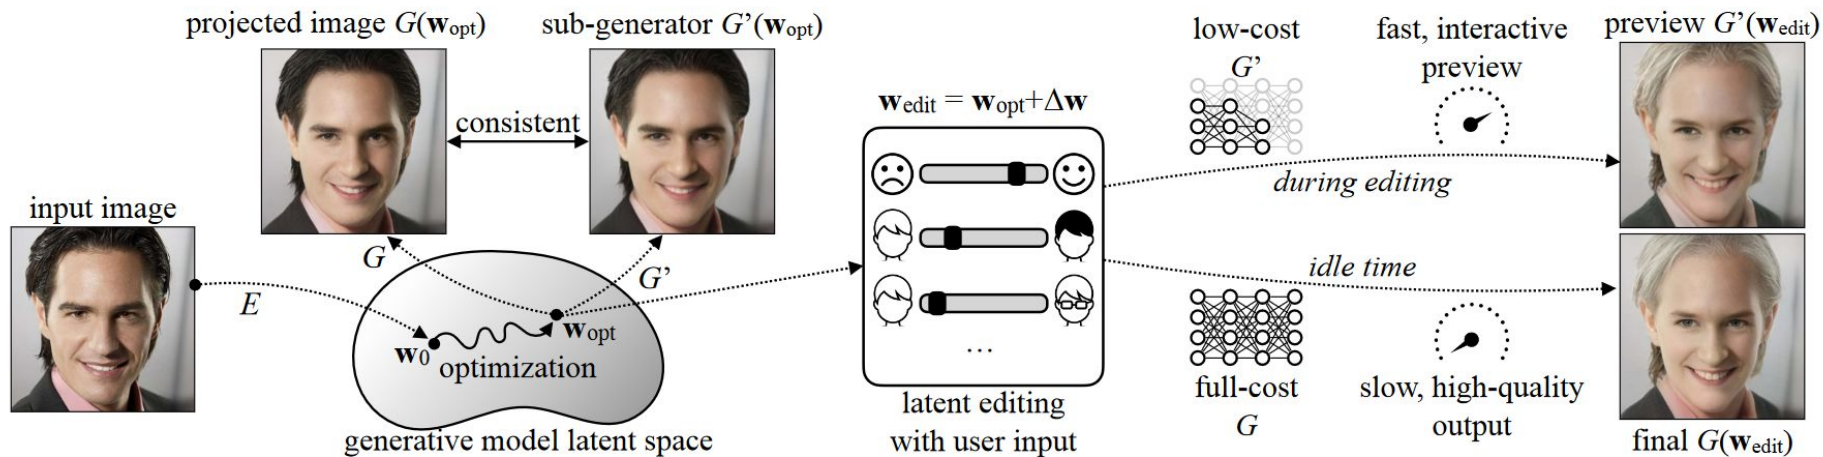 projected image G(w_opt)
sub-generator G’(w_opt)
consistent
input image
E
G
G’
w_0
w_opt
optimization
generative model latent space
w_edit = w_opt+Δw
...
latent editing
with user input
low-cost
G’
fast, interactive
preview
during editing
idle time
full-cost
G
slow, high-quality
output
preview G’(w_edit)
final G(w_edit)